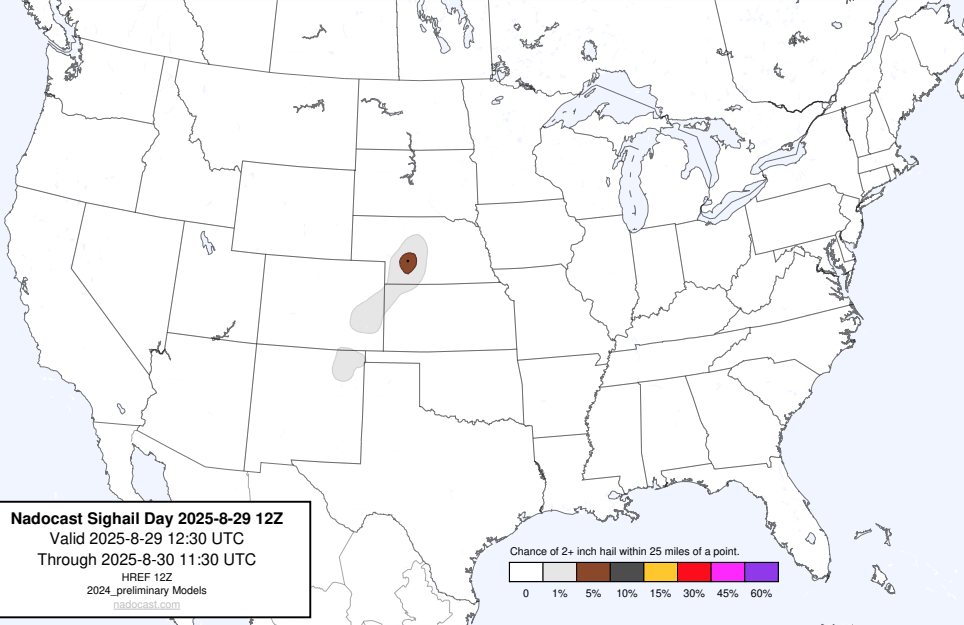 Nadocast Sighail Day 2025-8-29 12Z
Valid 2025-8-29 12:30 UTC
Through 2025-8-30 11:30 UTC
HREF 12Z
2024_preliminary Models
nadocast.com
Chance of 2+ inch hail within 25 miles of a point.
0 1% 5% 10% 15% 30% 45% 60%